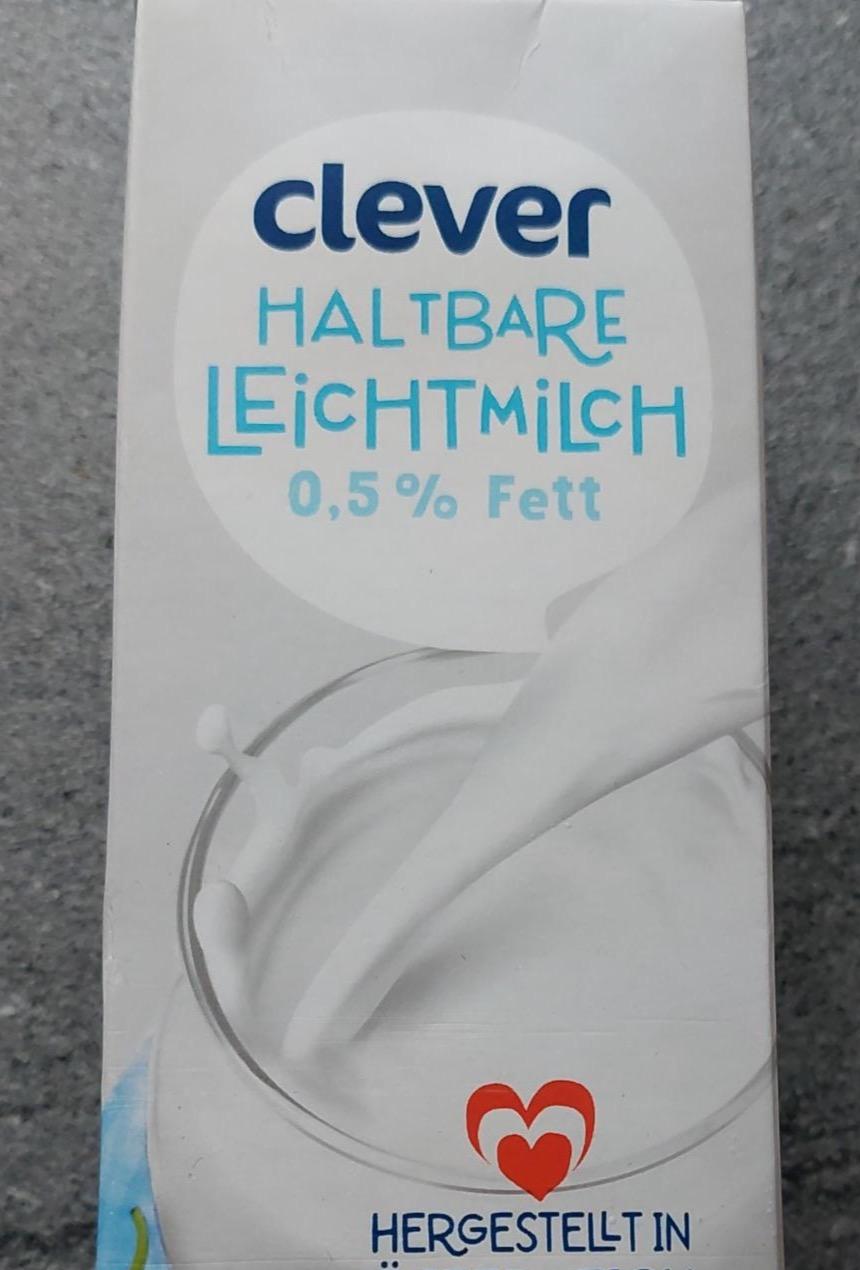 clever
HALTBARE
LEiCHTMiLCH
0,5% Fett
HERGESTELLT IN